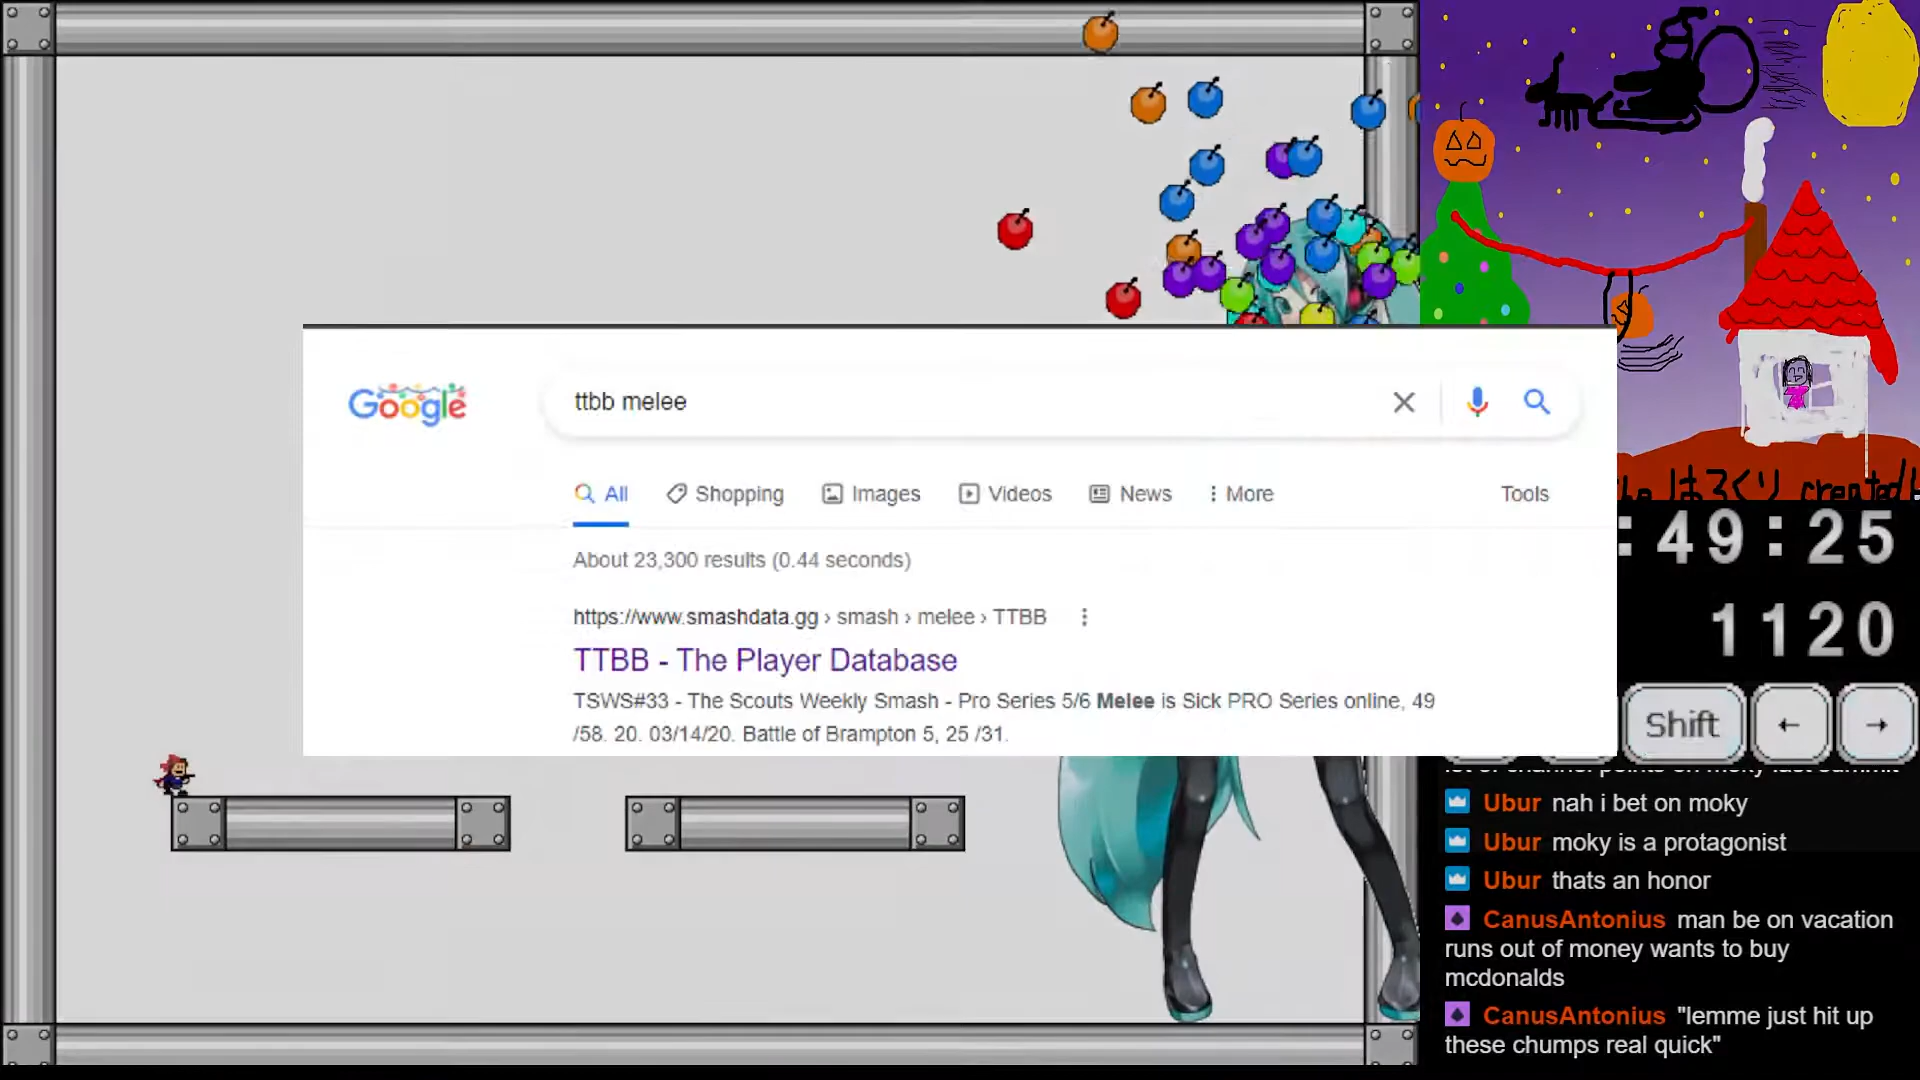 Google
ttbb melee
All Shopping Images Videos News More Tools
About 23,300 results (0.44 seconds)
https://www.smashdata.gg › smash › melee › TTBB
TTBB - The Player Database
TSWS#33 - The Scouts Weekly Smash - Pro Series 5/6 Melee is Sick PRO Series online, 49
/58. 20. 03/14/20. Battle of Brampton 5, 25 /31.
はろくり created
:49:25
1120
Shift ← →
Ubur nah i bet on moky
Ubur moky is a protagonist
Ubur thats an honor
CanusAntonius man be on vacation
runs out of money wants to buy
mcdonalds
CanusAntonius "lemme just hit up
these chumps real quick"